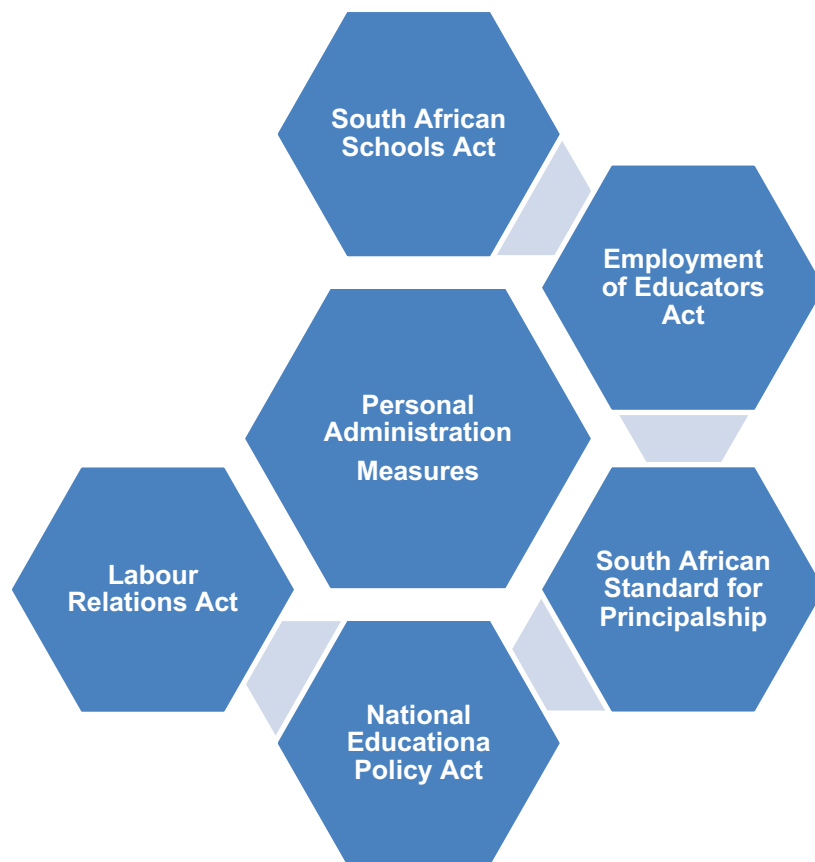 South African
Schools Act
Employment
of Educators
Act
Personal
Administration
Measures
Labour
Relations Act
South African
Standard for
Principalship
National
Educationa
Policy Act